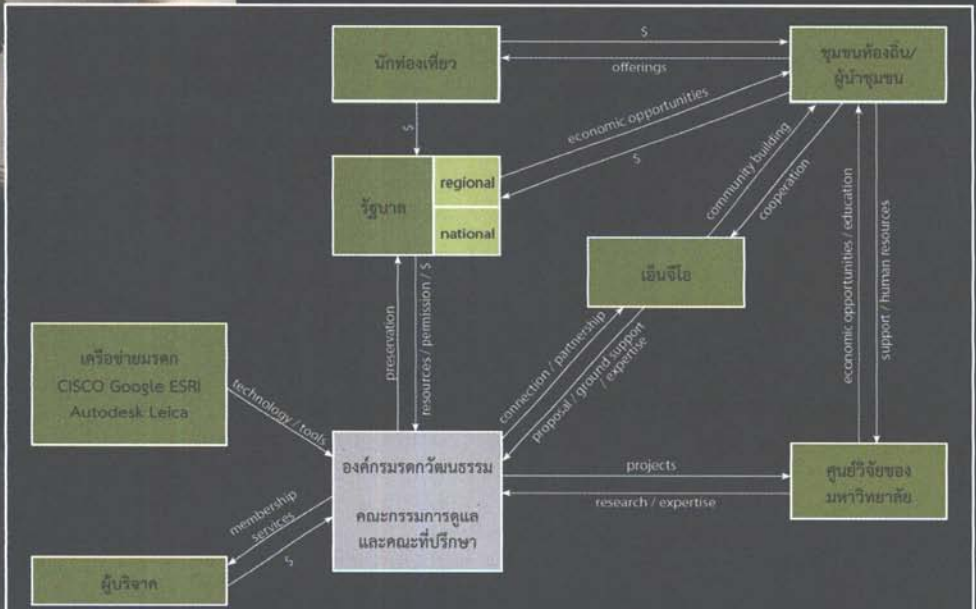 นักท่องเที่ยว
$
offerings
ชุมชนท้องถิ่น/
ผู้นำชุมชน
$
economic opportunities
$
รัฐบาล
regional
national
community building
cooperation
เอ็นจีโอ
economic opportunities / education
support / human resources
preservation
resources / permission / $
connection / partnership
proposal / ground support
/ expertise
เครือข่ายมรดก
CISCO Google ESRI
Autodesk Leica
technology / tools
องค์กรมรดกวัฒนธรรม
คณะกรรมการดูแล
และคณะที่ปรึกษา
projects
research / expertise
ศูนย์วิจัยของ
มหาวิทยาลัย
membership
services
$
ผู้บริจาค